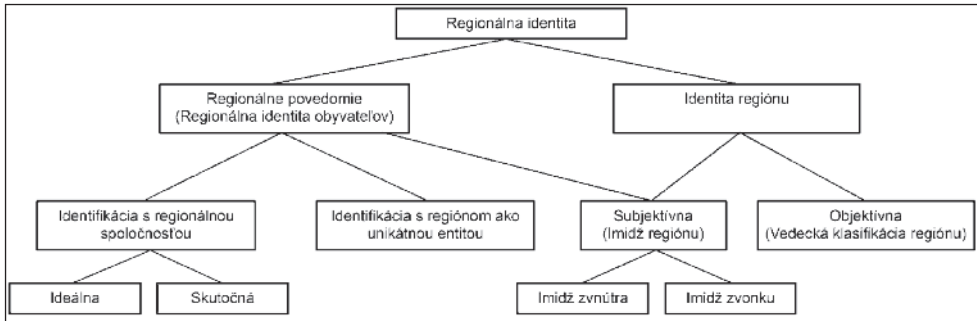 Regionálna identita
Regionálne povedomie
(Regionálna identita obyvateľov)
Identita regiónu
Identifikácia s regionálnou
spoločnosťou
Identifikácia s regiónom ako
unikátnou entitou
Subjektívna
(Imidž regiónu)
Objektívna
(Vedecká klasifikácia regiónu)
Ideálna
Skutočná
Imidž zvnútra
Imidž zvonku